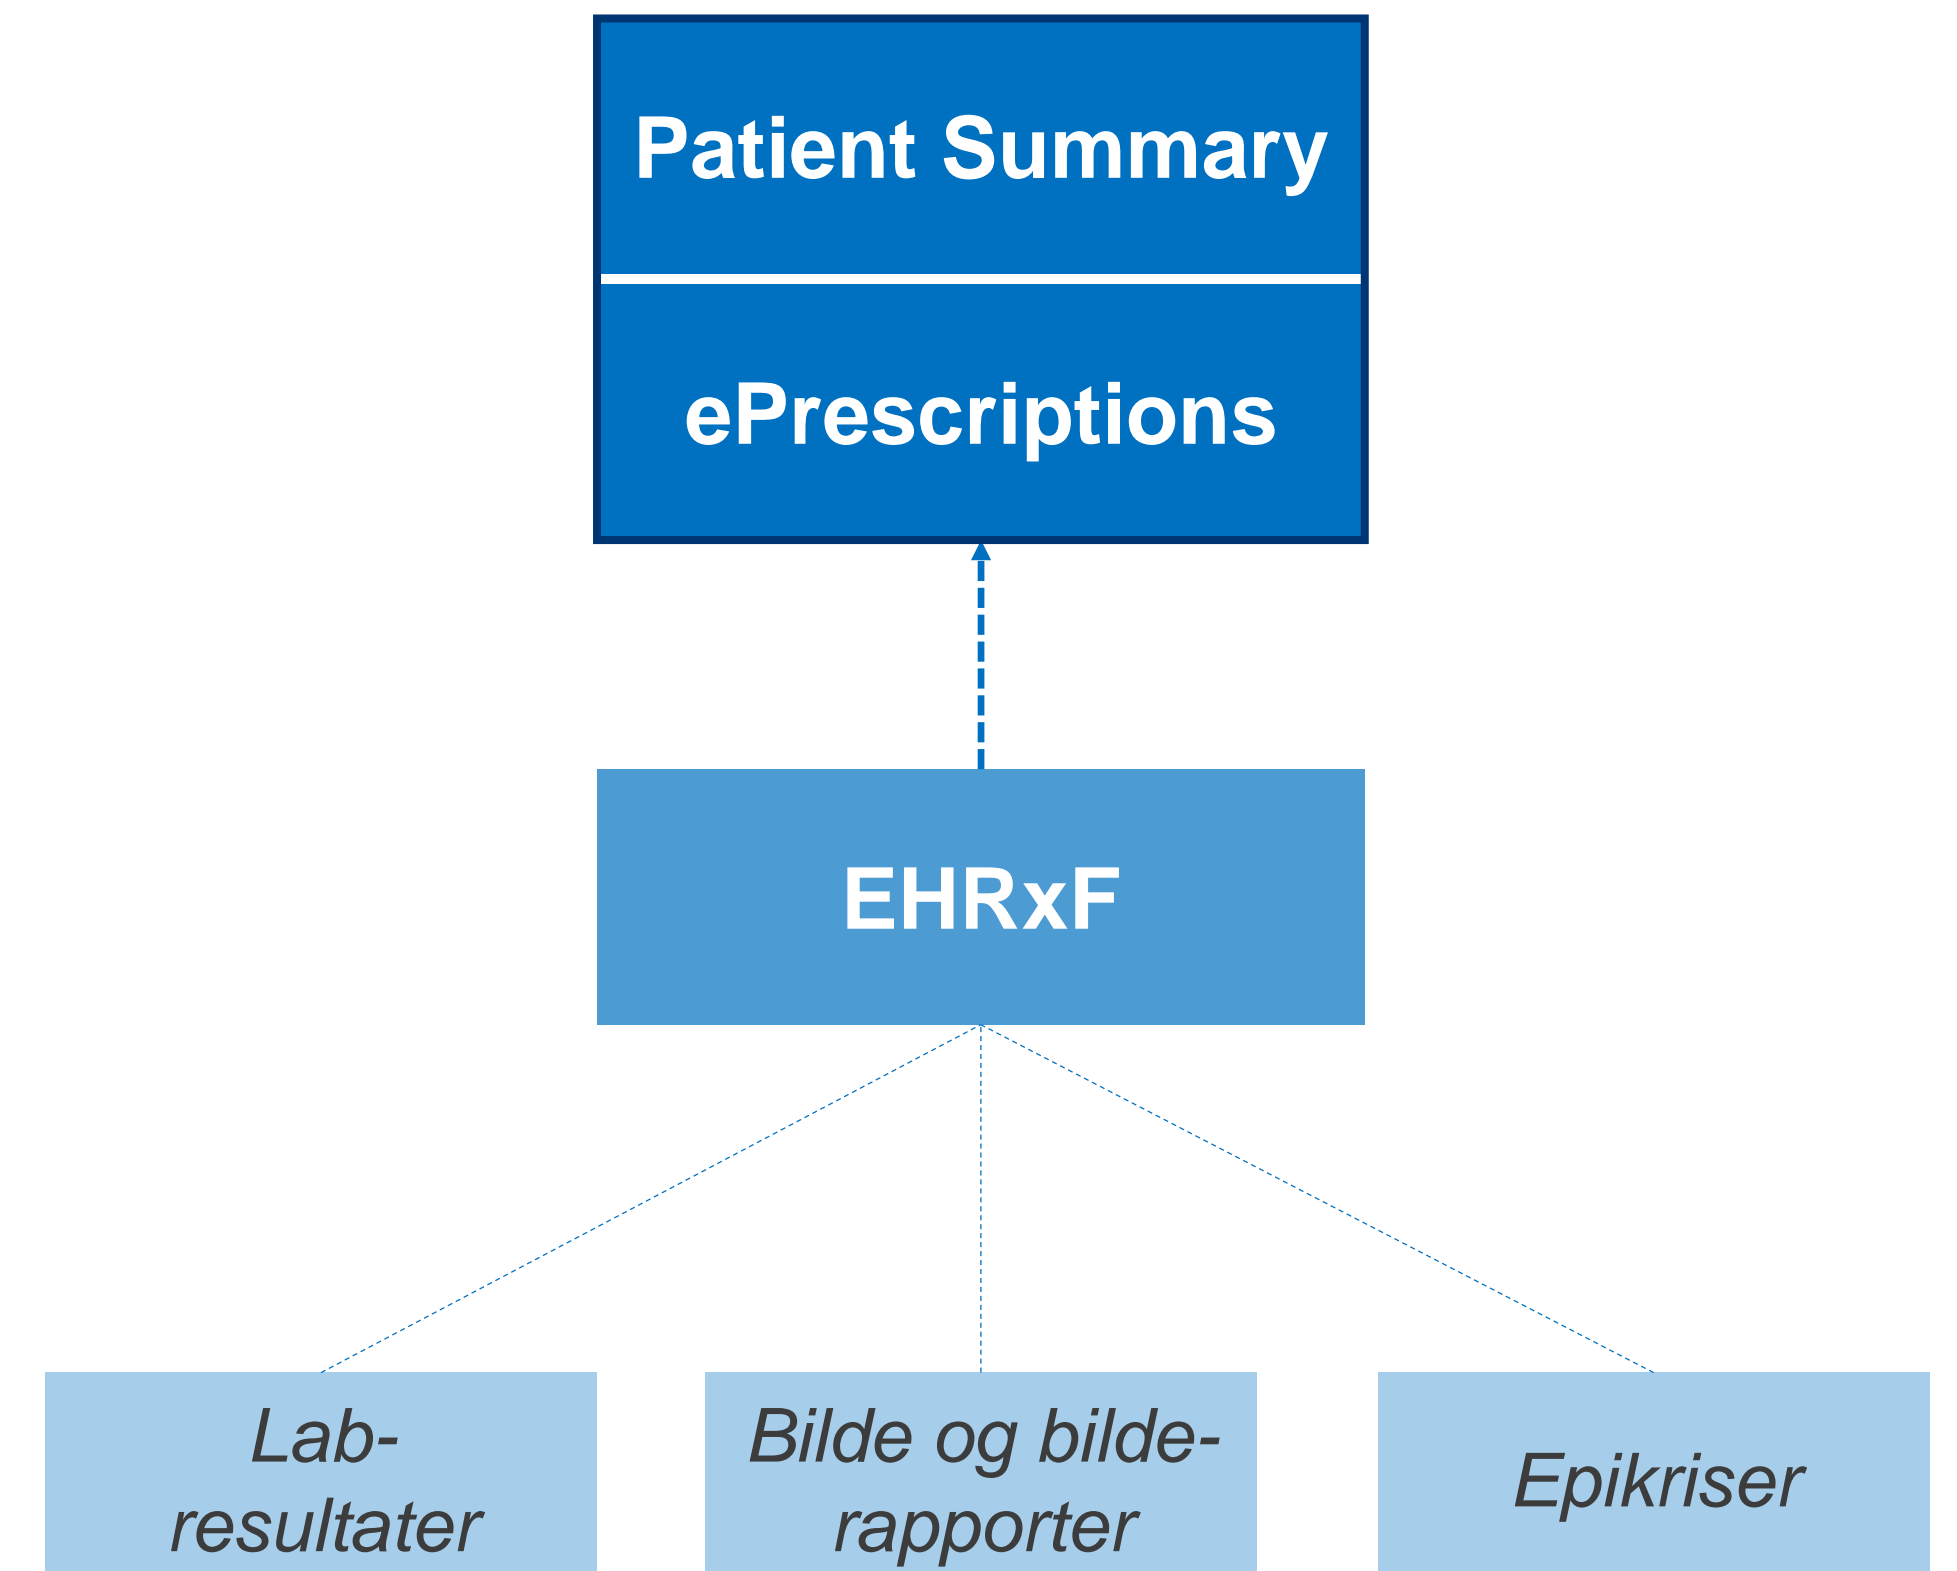 Patient Summary
ePrescriptions
EHRxF
Lab-
resultater
Bilde og bilde-
rapporter
Epikriser